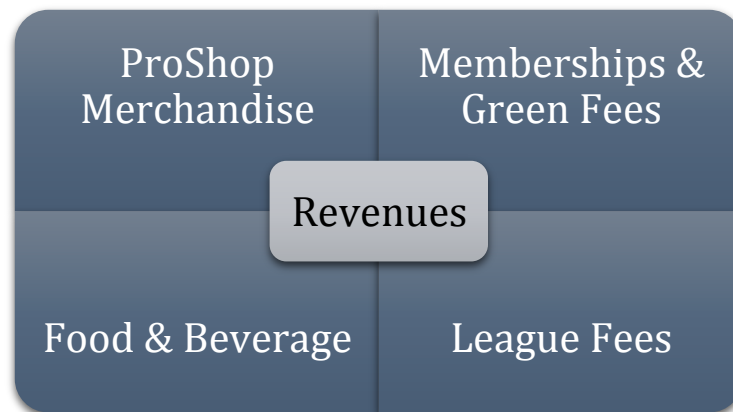 ProShop
Merchandise
Memberships &
Green Fees
Revenues
Food & Beverage
League Fees